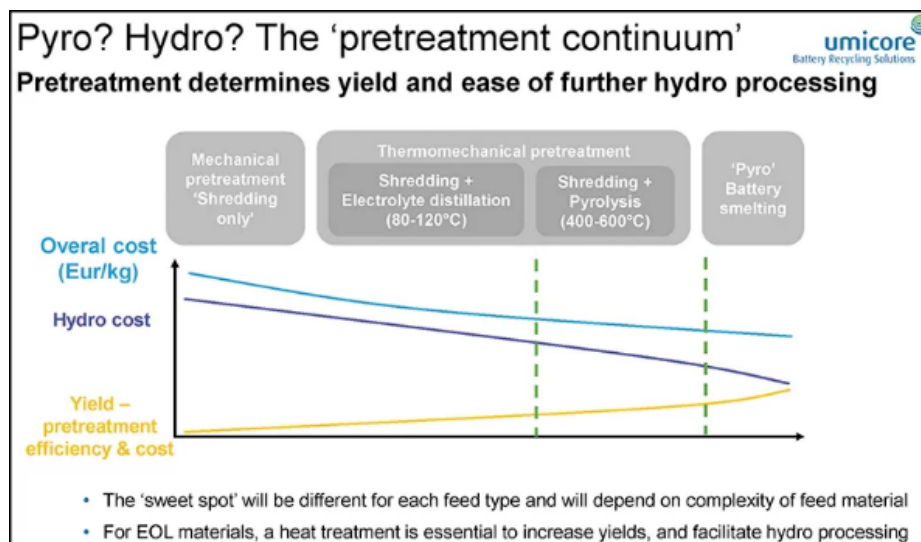 Pyro? Hydro? The ‘pretreatment continuum’
umicore
Battery Recycling Solutions
Pretreatment determines yield and ease of further hydro processing
Mechanical
pretreatment
‘Shredding
only’
Thermomechanical pretreatment
Shredding +
Electrolyte distillation
(80-120°C)
Shredding +
Pyrolysis
(400-600°C)
‘Pyro’
Battery
smelting
Overal cost
(Eur/kg)
Hydro cost
Yield –
pretreatment
efficiency & cost
• The ‘sweet spot’ will be different for each feed type and will depend on complexity of feed material
• For EOL materials, a heat treatment is essential to increase yields, and facilitate hydro processing